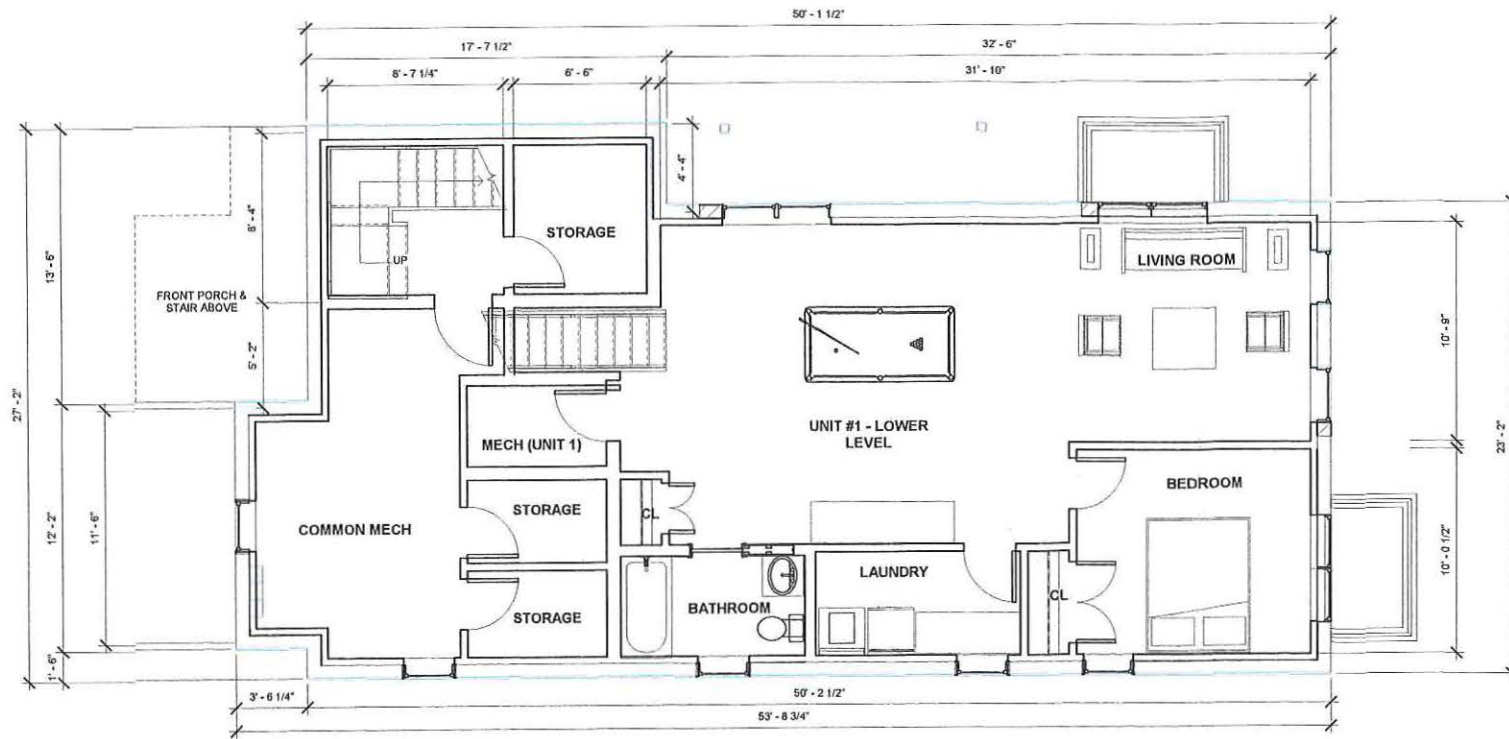 50' - 1 1/2"
17' - 7 1/2"
32' - 6"
8' - 7 1/4"
6' - 6"
31' - 10"
4' - 4"
8' - 4"
13' - 6"
5' - 2"
27' - 2"
12' - 2"
11' - 6"
1' - 6"
FRONT PORCH &
STAIR ABOVE
UP
STORAGE
LIVING ROOM
10' - 9"
23' - 2"
MECH (UNIT 1)
UNIT #1 - LOWER
LEVEL
BEDROOM
STORAGE
CL
COMMON MECH
10' - 0 1/2"
LAUNDRY
CL
STORAGE
BATHROOM
3' - 6 1/4"
50' - 2 1/2"
53' - 8 3/4"